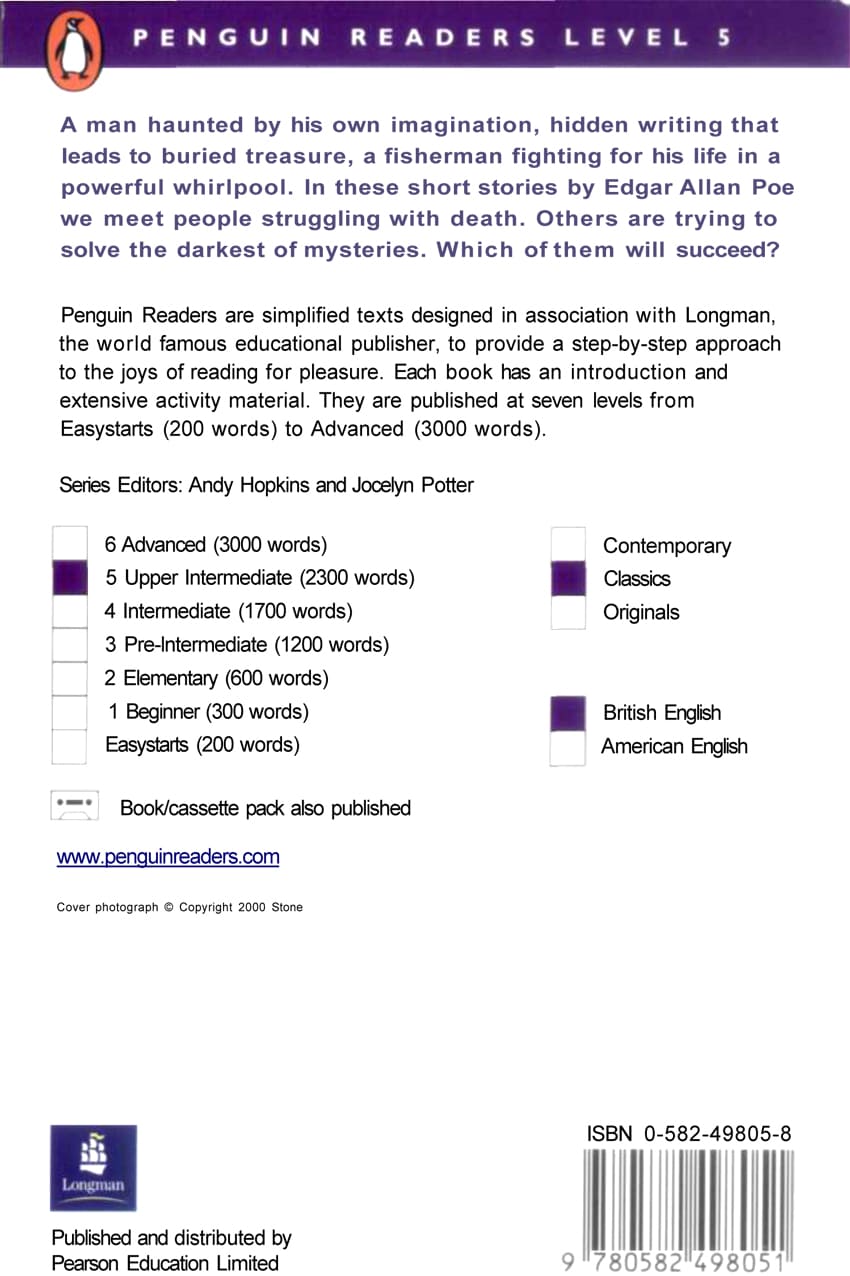 PENGUIN READERS LEVEL 5
A man haunted by his own imagination, hidden writing that
leads to buried treasure, a fisherman fighting for his life in a
powerful whirlpool. In these short stories by Edgar Allan Poe
we meet people struggling with death. Others are trying to
solve the darkest of mysteries. Which of them will succeed?
Penguin Readers are simplified texts designed in association with Longman,
the world famous educational publisher, to provide a step-by-step approach
to the joys of reading for pleasure. Each book has an introduction and
extensive activity material. They are published at seven levels from
Easystarts (200 words) to Advanced (3000 words).
Series Editors: Andy Hopkins and Jocelyn Potter
6 Advanced (3000 words)
5 Upper Intermediate (2300 words)
4 Intermediate (1700 words)
3 Pre-Intermediate (1200 words)
2 Elementary (600 words)
1 Beginner (300 words)
Easystarts (200 words)
Contemporary
Classics
Originals
British English
American English
Book/cassette pack also published
www.penguinreaders.com
Cover photograph © Copyright 2000 Stone
Longman
Published and distributed by
Pearson Education Limited
ISBN 0-582-49805-8
9 780582 498051